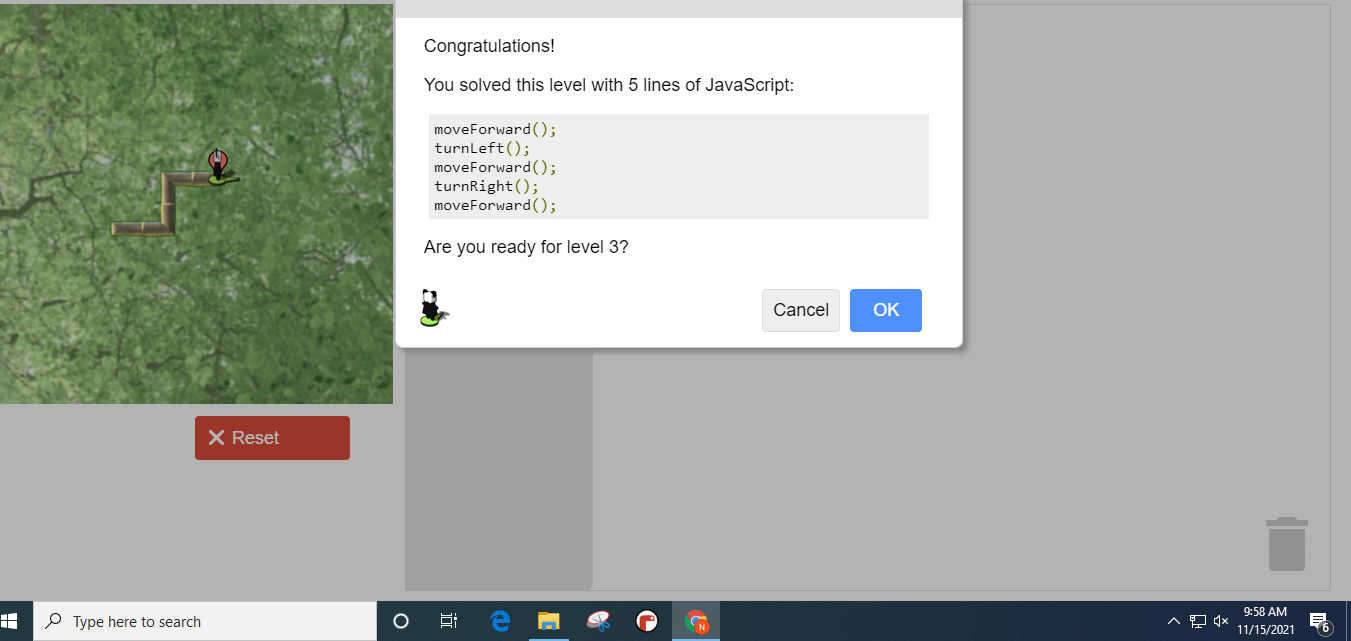 Congratulations!
You solved this level with 5 lines of JavaScript:
moveForward();
turnLeft();
moveForward();
turnRight();
moveForward();
Are you ready for level 3?
Cancel
OK
Reset
Type here to search
N
9:58 AM
11/15/2021
6